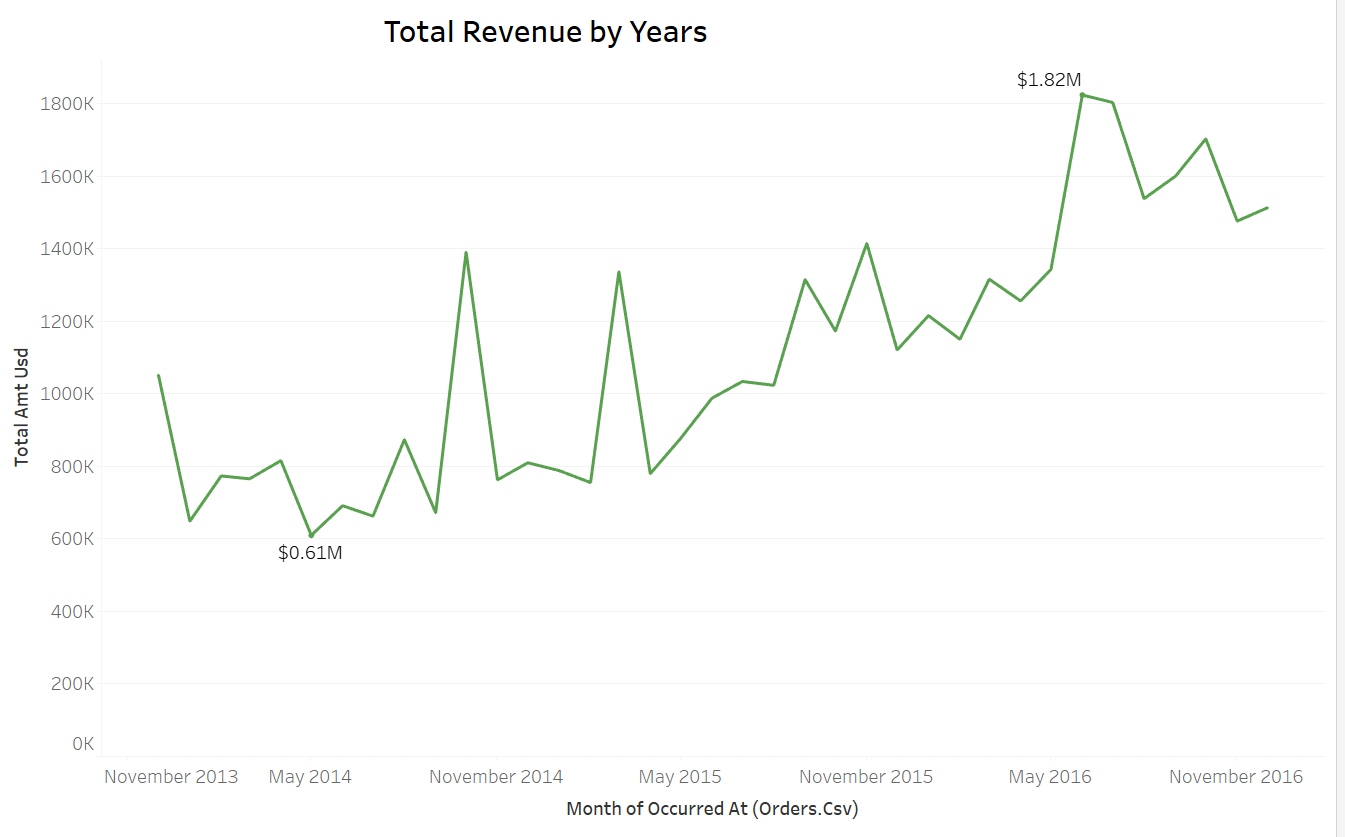 Total Revenue by Years
$1.82M
1800K
1600K
1400K
1200K
1000K
800K
600K
400K
200K
0K
Total Amt Usd
$0.61M
November 2013 May 2014 November 2014 May 2015 November 2015 May 2016 November 2016
Month of Occurred At (Orders.Csv)